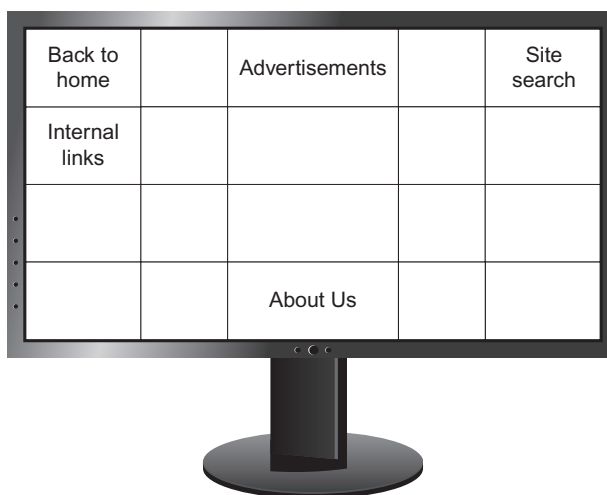 Back to
home
Advertisements
Site
search
Internal
links
About Us